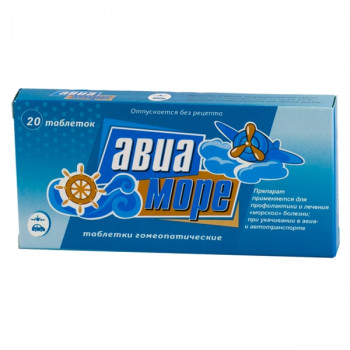 Отпускается без рецепта
20 таблеток
авиа
море
Препарат
применяется для
профилактики и лечения
«морской» болезни;
при укачивании в авиа-
и автотранспорте
таблетки гомеопатические